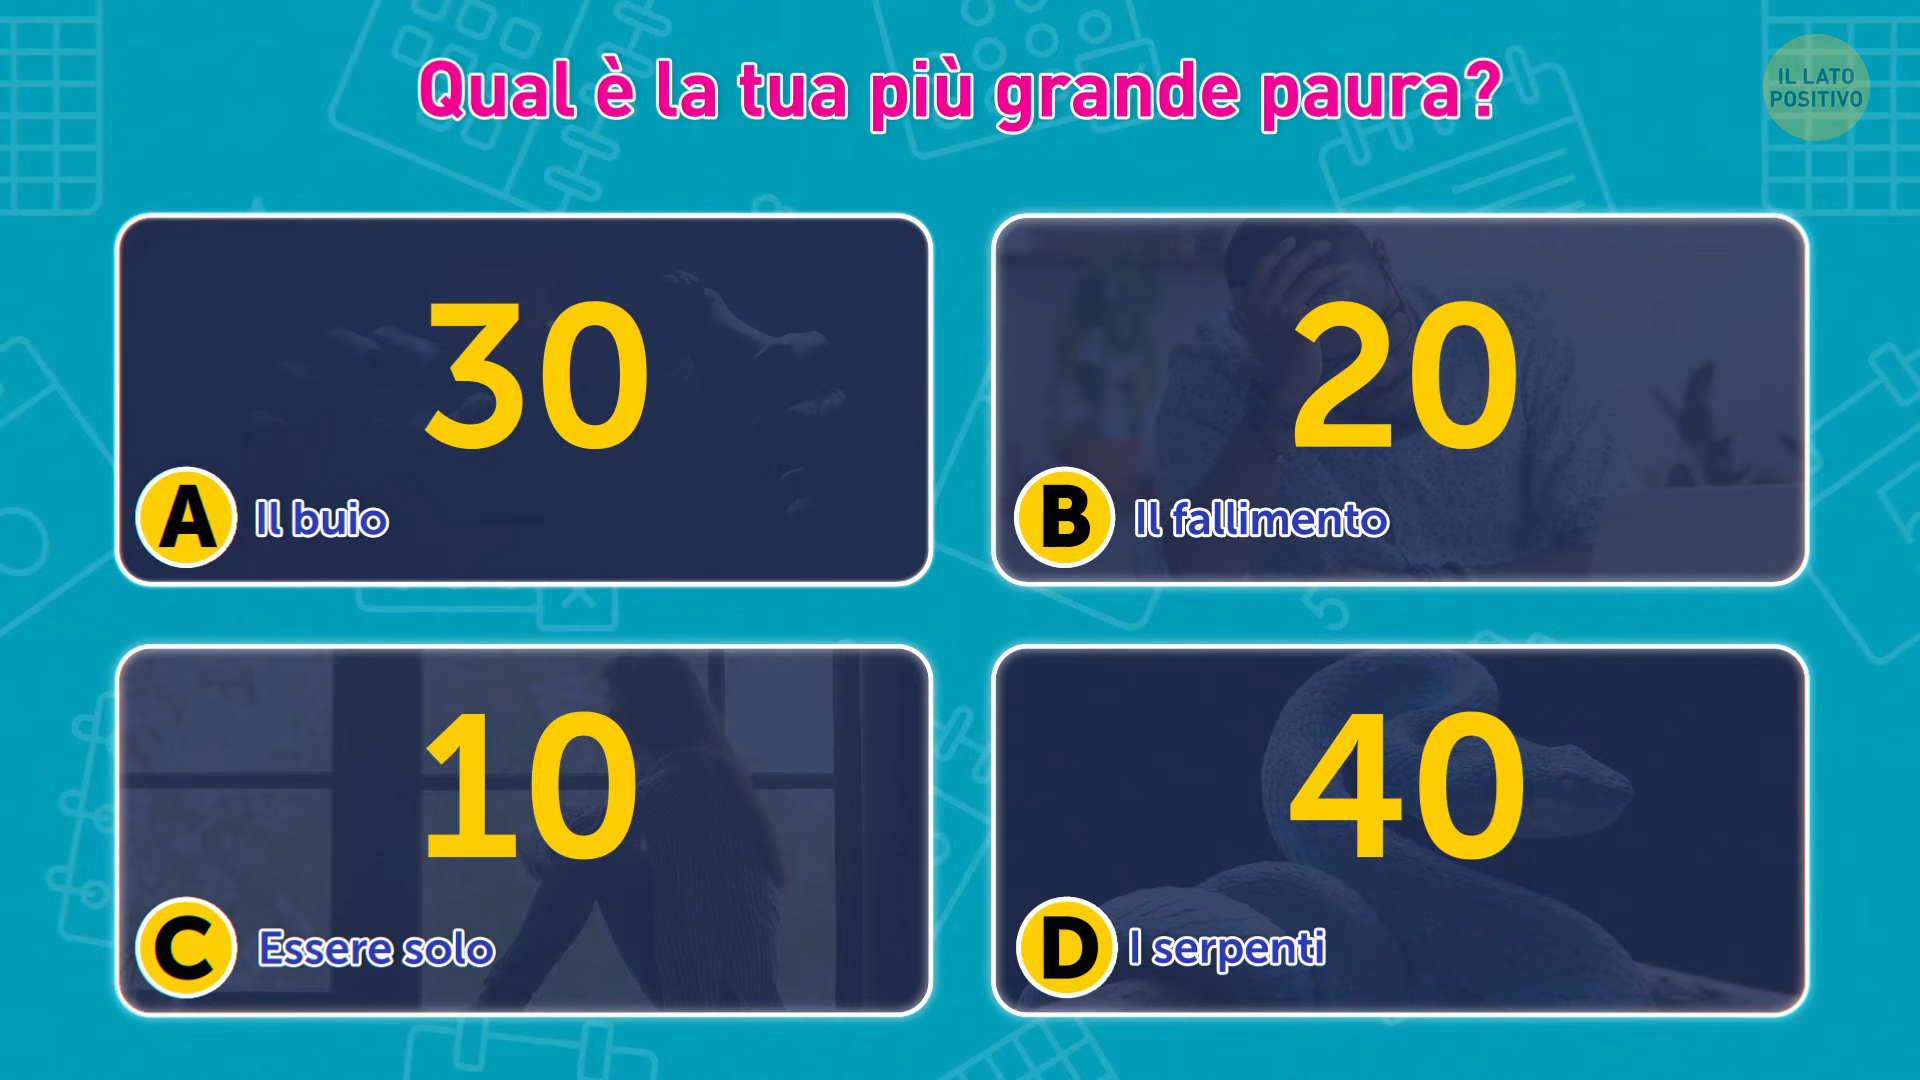 Qual è la tua più grande paura?
IL LATO
POSITIVO
30
A Il buio
20
B Il fallimento
10
C Essere solo
40
D I serpenti